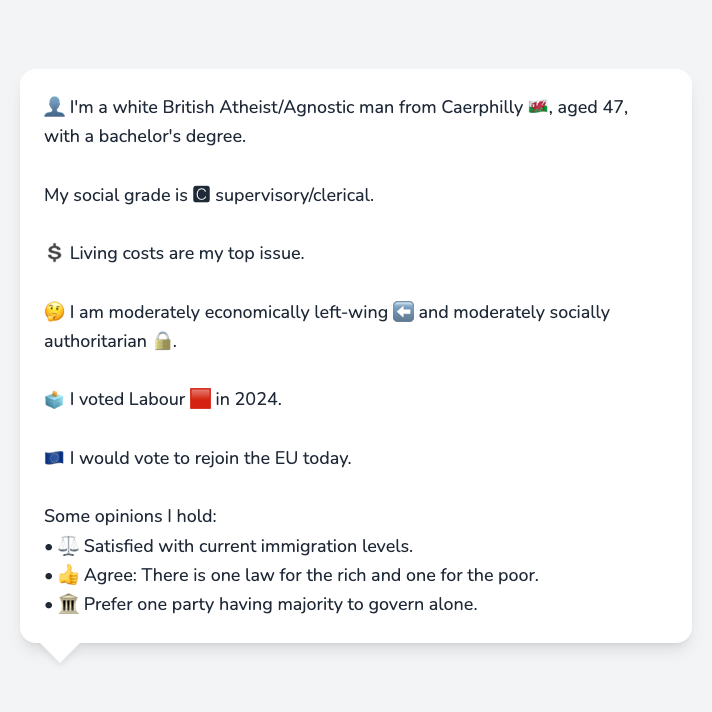 👤 I'm a white British Atheist/Agnostic man from Caerphilly 🏴󠁧󠁢󠁷󠁬󠁳󠁿, aged 47,
with a bachelor's degree.
My social grade is 🅲 supervisory/clerical.
💲 Living costs are my top issue.
🤔 I am moderately economically left-wing ⬅️ and moderately socially
authoritarian 🔒.
🗳️ I voted Labour 🟥 in 2024.
🇪🇺 I would vote to rejoin the EU today.
Some opinions I hold:
• ⚖️ Satisfied with current immigration levels.
• 👍 Agree: There is one law for the rich and one for the poor.
• 🏛️ Prefer one party having majority to govern alone.